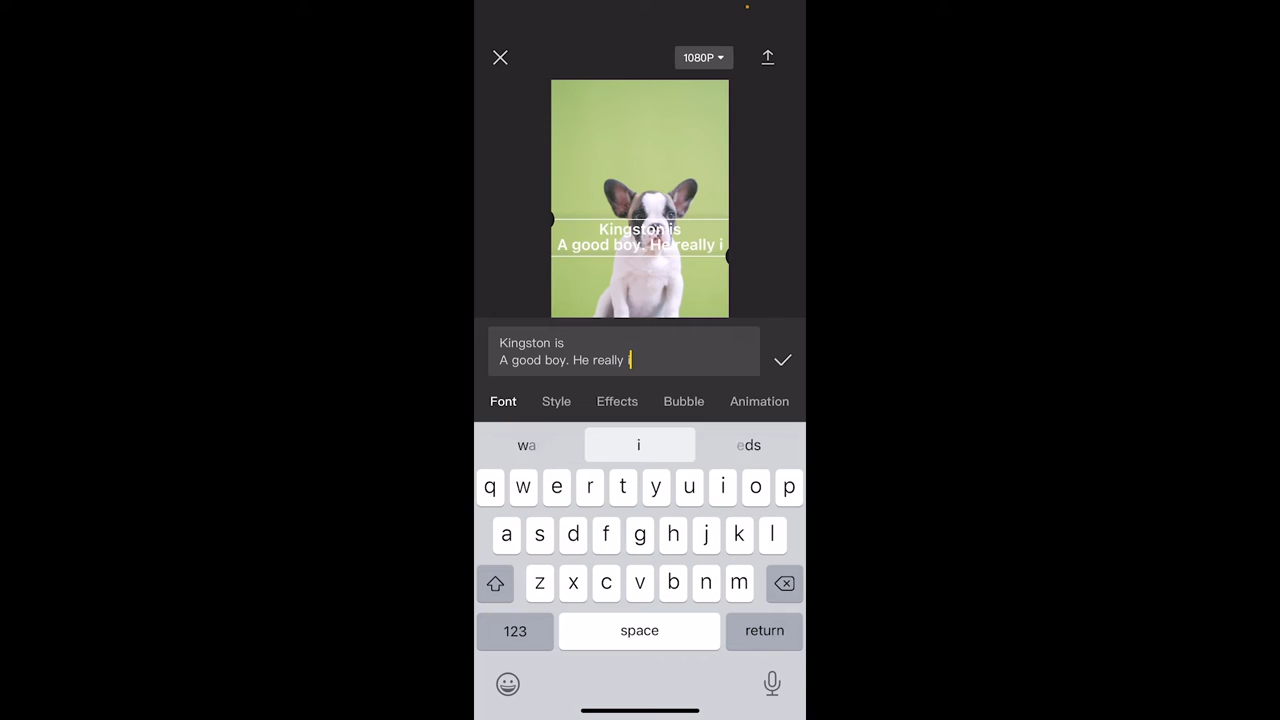 1080P
Kingston is
A good boy. He really i
Kingston is
A good boy. He really i
Font Style Effects Bubble Animation
wa i eds
q w e r t y u i o p
a s d f g h j k l
z x c v b n m
123 space return